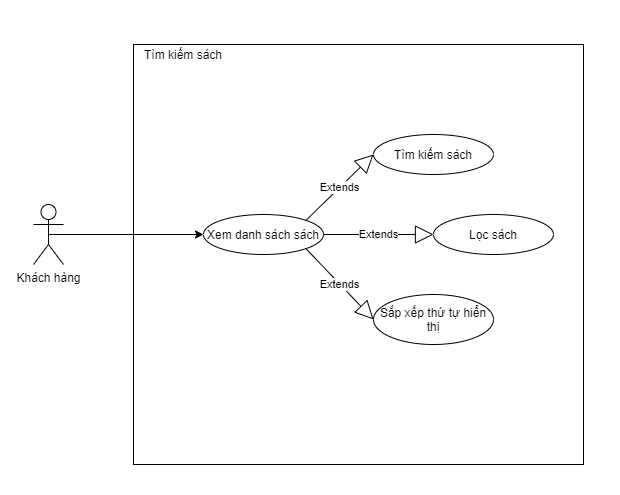 Tìm kiếm sách
Tìm kiếm sách
Extends
Xem danh sách sách
Extends
Lọc sách
Khách hàng
Extends
Sắp xếp thứ tự hiển
thị